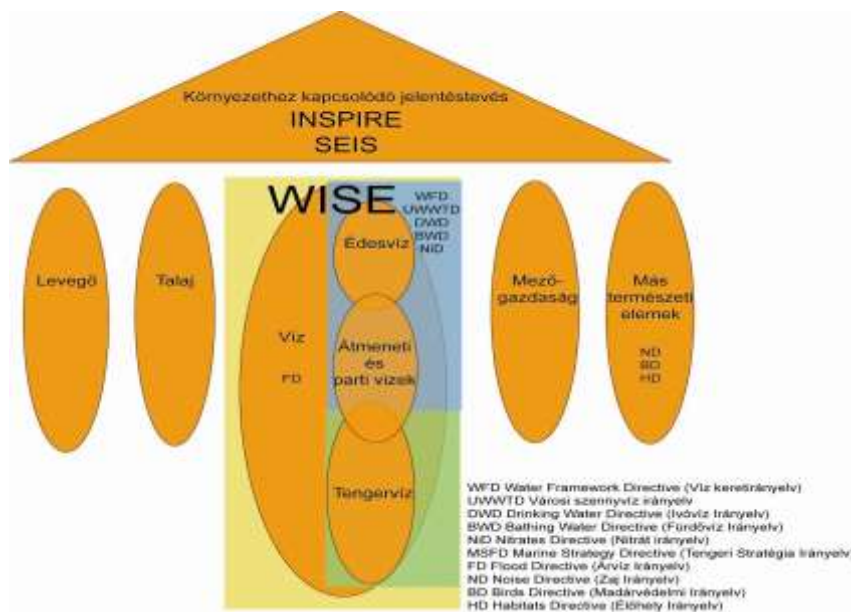 Környezethez kapcsolódó jelentéstevés
INSPIRE
SEIS
WISE
WFD
UWWTD
DWD
BWD
NiD
Édesvíz
Levegő
Talaj
Víz
FD
Átmeneti
és
parti vizek
Tengervíz
Mező-
gazdaság
Más
természeti
elemek
ND
BD
HD
WFD Water Framework Directive (Víz keretirányelv)
UWWTD Városi szennyvíz irányelv
DWD Drinking Water Directive (Ivóvíz Irányelv)
BWD Bathing Water Directive (Fürdővíz Irányelv)
NiD Nitrates Directive (Nitrát irányelv)
MSFD Marine Strategy Directive (Tengeri Stratégia Irányelv)
FD Flood Directive (Árvíz Irányelv)
ND Noise Directive (Zaj Irányelv)
BD Birds Directive (Madárvédelmi Irányelv)
HD Habitats Directive (Élőhely Irányelv)